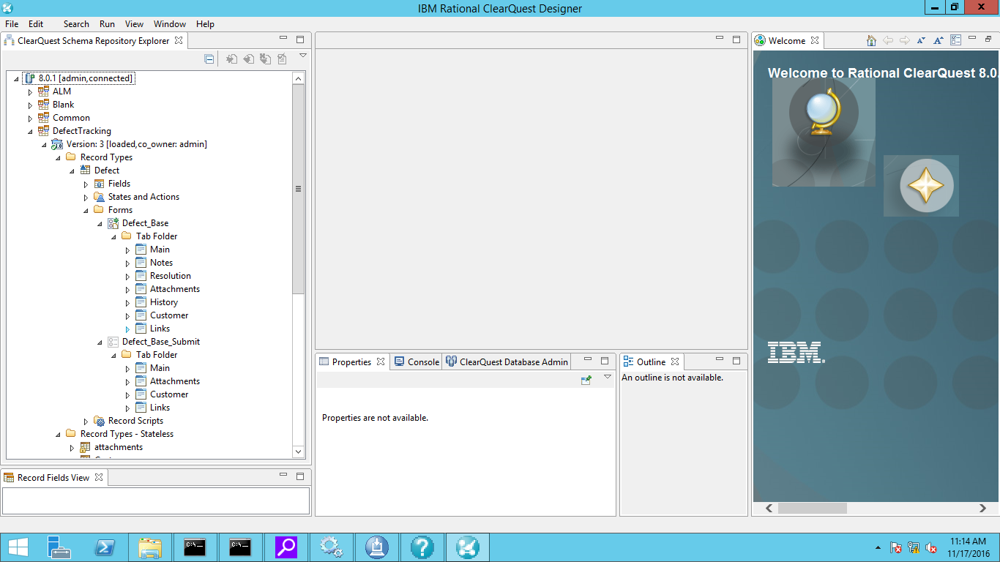 IBM Rational ClearQuest Designer
File Edit Search Run View Window Help
ClearQuest Schema Repository Explorer
8.0.1 [admin,connected]
ALM
Blank
Common
DefectTracking
Version: 3 [loaded,co_owner: admin]
Record Types
Defect
Fields
States and Actions
Forms
Defect_Base
Tab Folder
Main
Notes
Resolution
Attachments
History
Customer
Links
Defect_Base_Submit
Tab Folder
Main
Attachments
Customer
Links
Record Scripts
Record Types - Stateless
attachments
Record Fields View
Properties
Console
ClearQuest Database Admin
Properties are not available.
Outline
An outline is not available.
Welcome
Welcome to Rational ClearQuest 8.0.
IBM
11:14 AM
11/17/2016